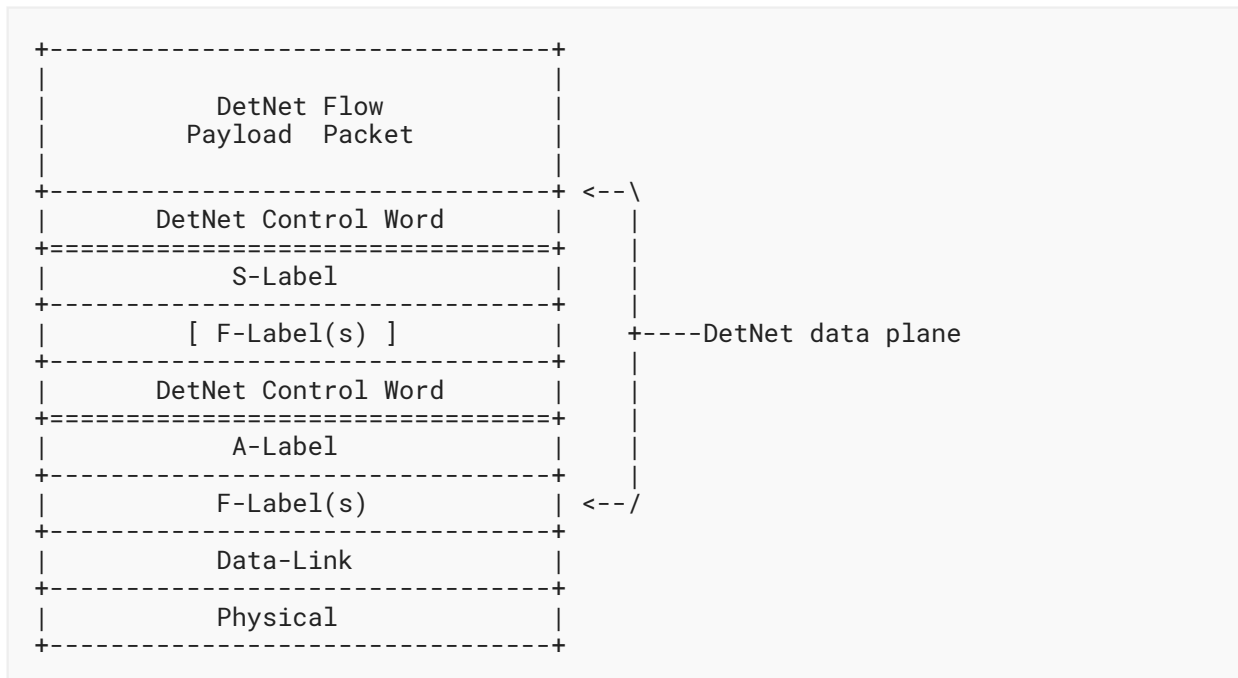 +---------------------------------+
|                                 |
|           DetNet Flow           |
|         Payload  Packet         |
|                                 |
+---------------------------------+ <--\
|       DetNet Control Word       |    |
+=================================+    |
|            S-Label              |    |
+---------------------------------+    |
|         [ F-Label(s) ]          |    +----DetNet data plane
+---------------------------------+    |
|       DetNet Control Word       |    |
+=================================+    |
|            A-Label              |    |
+---------------------------------+    |
|           F-Label(s)            | <--/
+---------------------------------+
|           Data-Link             |
+---------------------------------+
|           Physical              |
+---------------------------------+